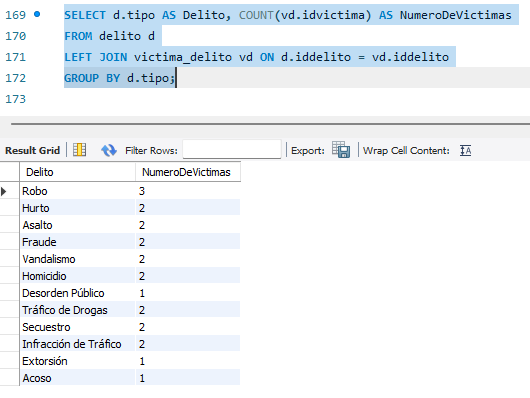 169 SELECT d.tipo AS Delito, COUNT(vd.idvictima) AS NumeroDeVictimas
170 FROM delito d
171 LEFT JOIN victima_delito vd ON d.iddelito = vd.iddelito
172 GROUP BY d.tipo;
173
Result Grid Filter Rows: Export: Wrap Cell Content: IA
Delito NumeroDeVictimas
Robo 3
Hurto 2
Asalto 2
Fraude 2
Vandalismo 2
Homicidio 2
Desorden Público 1
Tráfico de Drogas 2
Secuestro 2
Infracción de Tráfico 2
Extorsión 1
Acoso 1